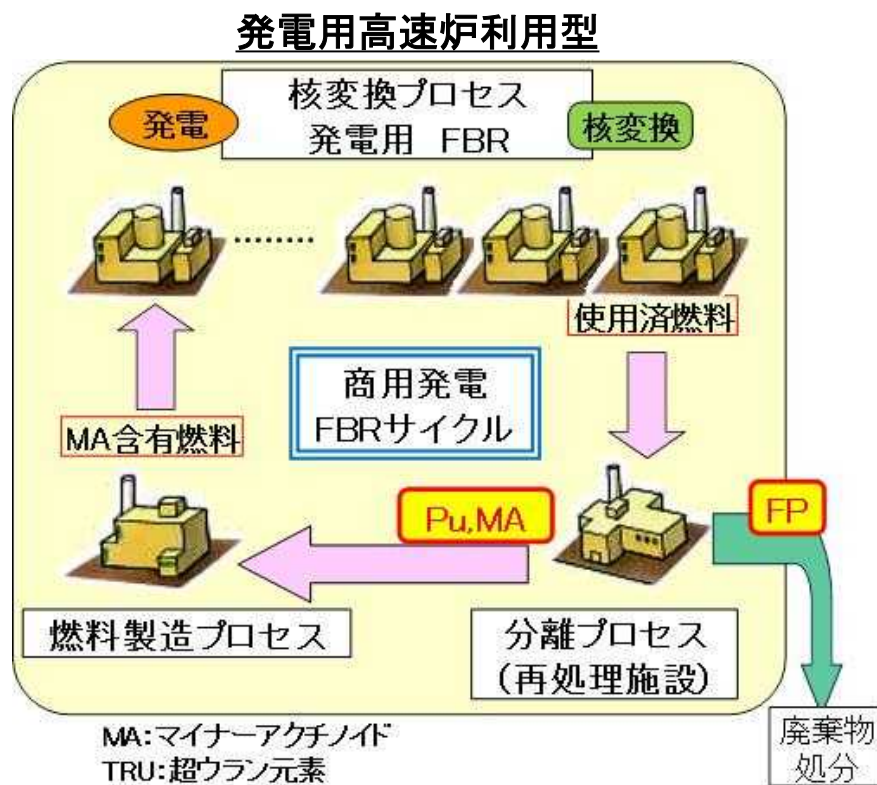 発電用高速炉利用型
核変換プロセス
発電用 FBR
発電
核変換
使用済燃料
商用発電
FBRサイクル
MA含有燃料
Pu,MA
FP
燃料製造プロセス
分離プロセス
(再処理施設)
MA:マイナーアクチノイド
TRU:超ウラン元素
廃棄物
処分